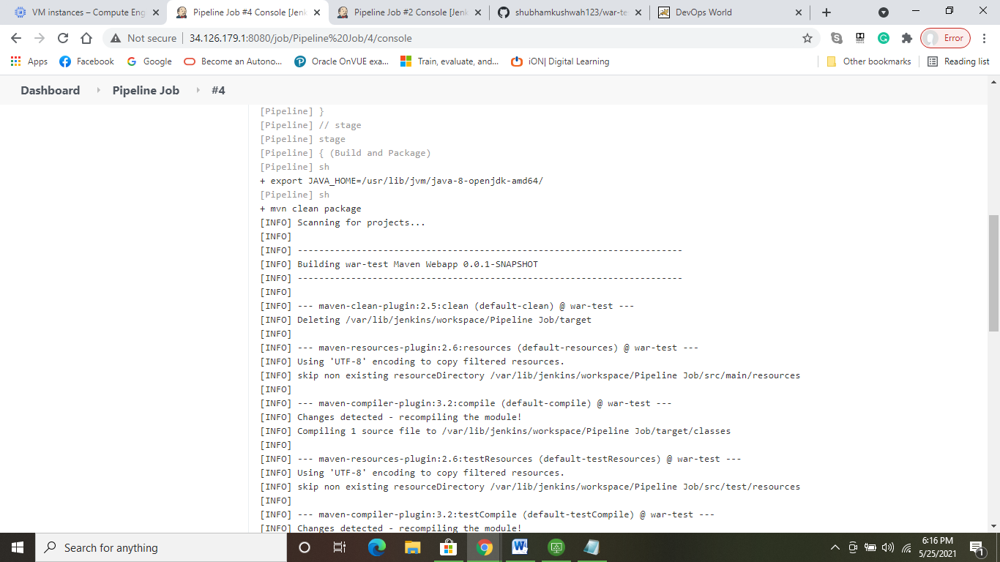 VM instances – Compute Eng
Pipeline Job #4 Console [Jenk
Pipeline Job #2 Console [Jenk
shubhamkushwah123/war-te
DevOps World
Not secure
34.126.179.1:8080/job/Pipeline%20Job/4/console
Error
Apps
Facebook
Google
Become an Autono...
Oracle OnVUE exa...
Train, evaluate, and...
iON| Digital Learning
Other bookmarks
Reading list
Dashboard
Pipeline Job
#4
[Pipeline] }
[Pipeline] // stage
[Pipeline] stage
[Pipeline] { (Build and Package)
[Pipeline] sh
+ export JAVA_HOME=/usr/lib/jvm/java-8-openjdk-amd64/
[Pipeline] sh
+ mvn clean package
[INFO] Scanning for projects...
[INFO]
[INFO] ------------------------------------------------------------------------
[INFO] Building war-test Maven Webapp 0.0.1-SNAPSHOT
[INFO] ------------------------------------------------------------------------
[INFO]
[INFO] --- maven-clean-plugin:2.5:clean (default-clean) @ war-test ---
[INFO] Deleting /var/lib/jenkins/workspace/Pipeline Job/target
[INFO]
[INFO] --- maven-resources-plugin:2.6:resources (default-resources) @ war-test ---
[INFO] Using 'UTF-8' encoding to copy filtered resources.
[INFO] skip non existing resourceDirectory /var/lib/jenkins/workspace/Pipeline Job/src/main/resources
[INFO]
[INFO] --- maven-compiler-plugin:3.2:compile (default-compile) @ war-test ---
[INFO] Changes detected - recompiling the module!
[INFO] Compiling 1 source file to /var/lib/jenkins/workspace/Pipeline Job/target/classes
[INFO]
[INFO] --- maven-resources-plugin:2.6:testResources (default-testResources) @ war-test ---
[INFO] Using 'UTF-8' encoding to copy filtered resources.
[INFO] skip non existing resourceDirectory /var/lib/jenkins/workspace/Pipeline Job/src/test/resources
[INFO]
[INFO] --- maven-compiler-plugin:3.2:testCompile (default-testCompile) @ war-test ---
[INFO] Changes detected - recompiling the module!
Search for anything
6:16 PM
5/25/2021
1